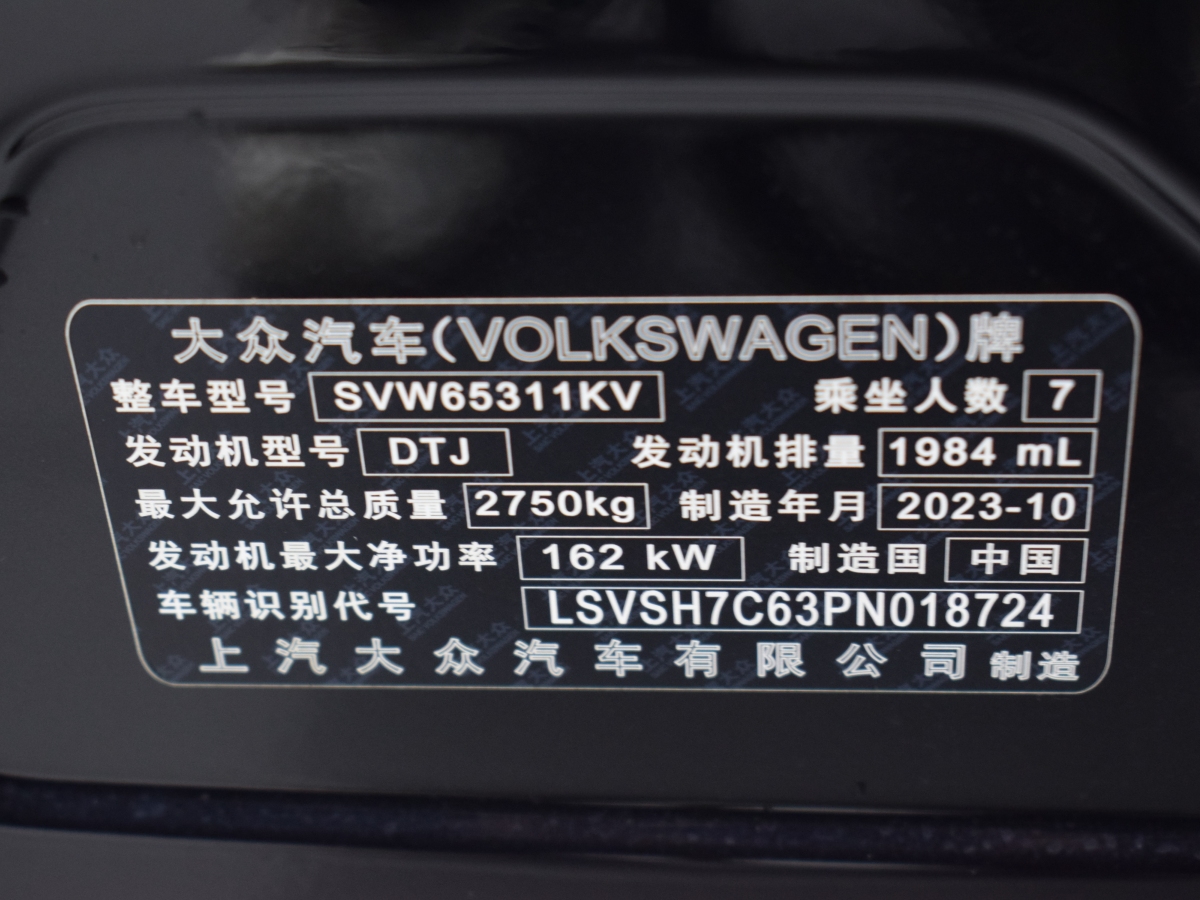 大众汽车(VOLKSWAGEN)牌
整车型号 SVW65311KV 乘坐人数 7
发动机型号 DTJ 发动机排量 1984 mL
最大允许总质量 2750kg 制造年月 2023-10
发动机最大净功率 162 kW 制造国 中国
车辆识别代号 LSVSH7C63PN018724
上汽大众汽车有限公司 制造